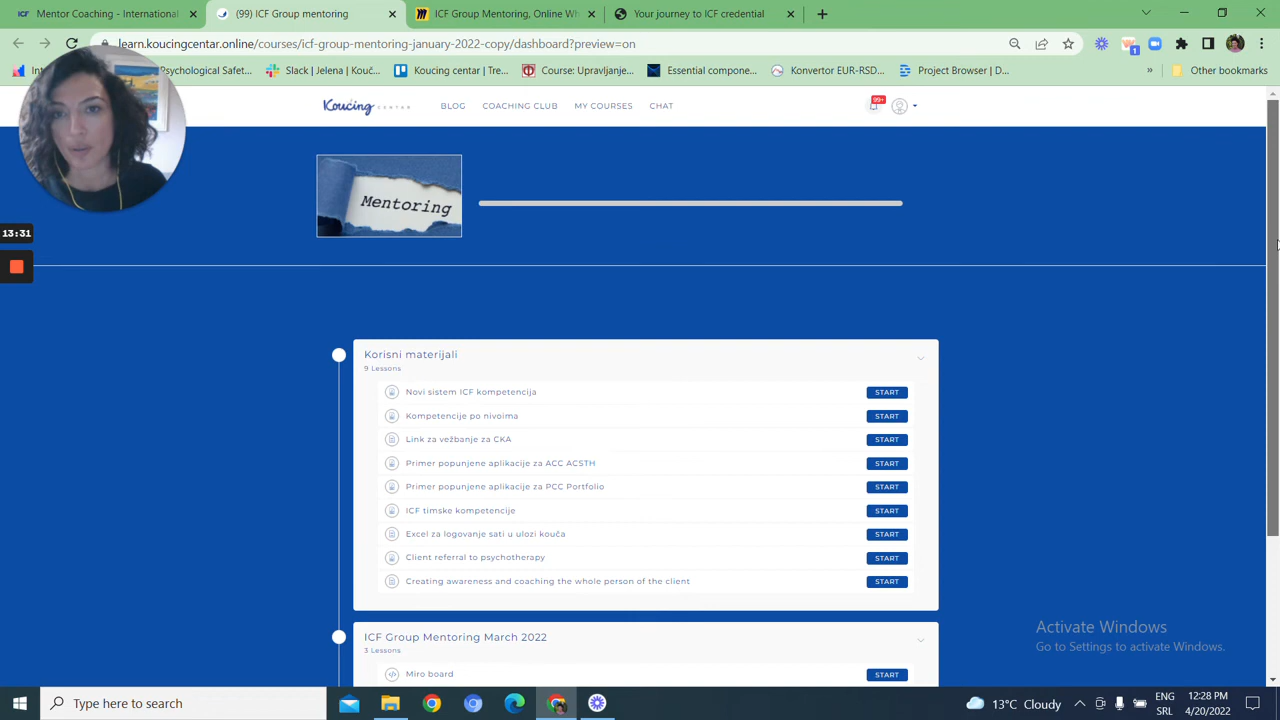 Mentoring Coaching - Internation
(99) ICF Group mentoring
ICF Group Mentoring, Online Wh
Your journey to ICF credential
learn.koucingcentar.online/courses/icf-group-mentoring-january-2022-copy/dashboard?preview=on
1
Psychological Safet...
Slack | Jelena | Kouč...
Koucing centar | Tre...
Course: Upravljanje...
Essential component...
Konvertor EUR-RSD...
Project Browser | D...
»
Other bookmarks
Koucing
CENTAR
BLOG
COACHING CLUB
MY COURSES
CHAT
99+
Mentoring
13:31
Korisni materijali
9 Lessons
Novi sistem ICF kompetencija
START
Kompetencije po nivoima
START
Link za vežbanje za CKA
START
Primer popunjene aplikacije za ACC ACSTH
START
Primer popunjene aplikacije za PCC Portfolio
START
ICF timske kompetencije
START
Excel za logovanje sati u ulozi kouča
START
Client referral to psychotherapy
START
Creating awareness and coaching the whole person of the client
START
ICF Group Mentoring March 2022
3 Lessons
Miro board
START
Activate Windows
Go to Settings to activate Windows.
Type here to search
13°C Cloudy
ENG
SRL
12:28 PM
4/20/2022